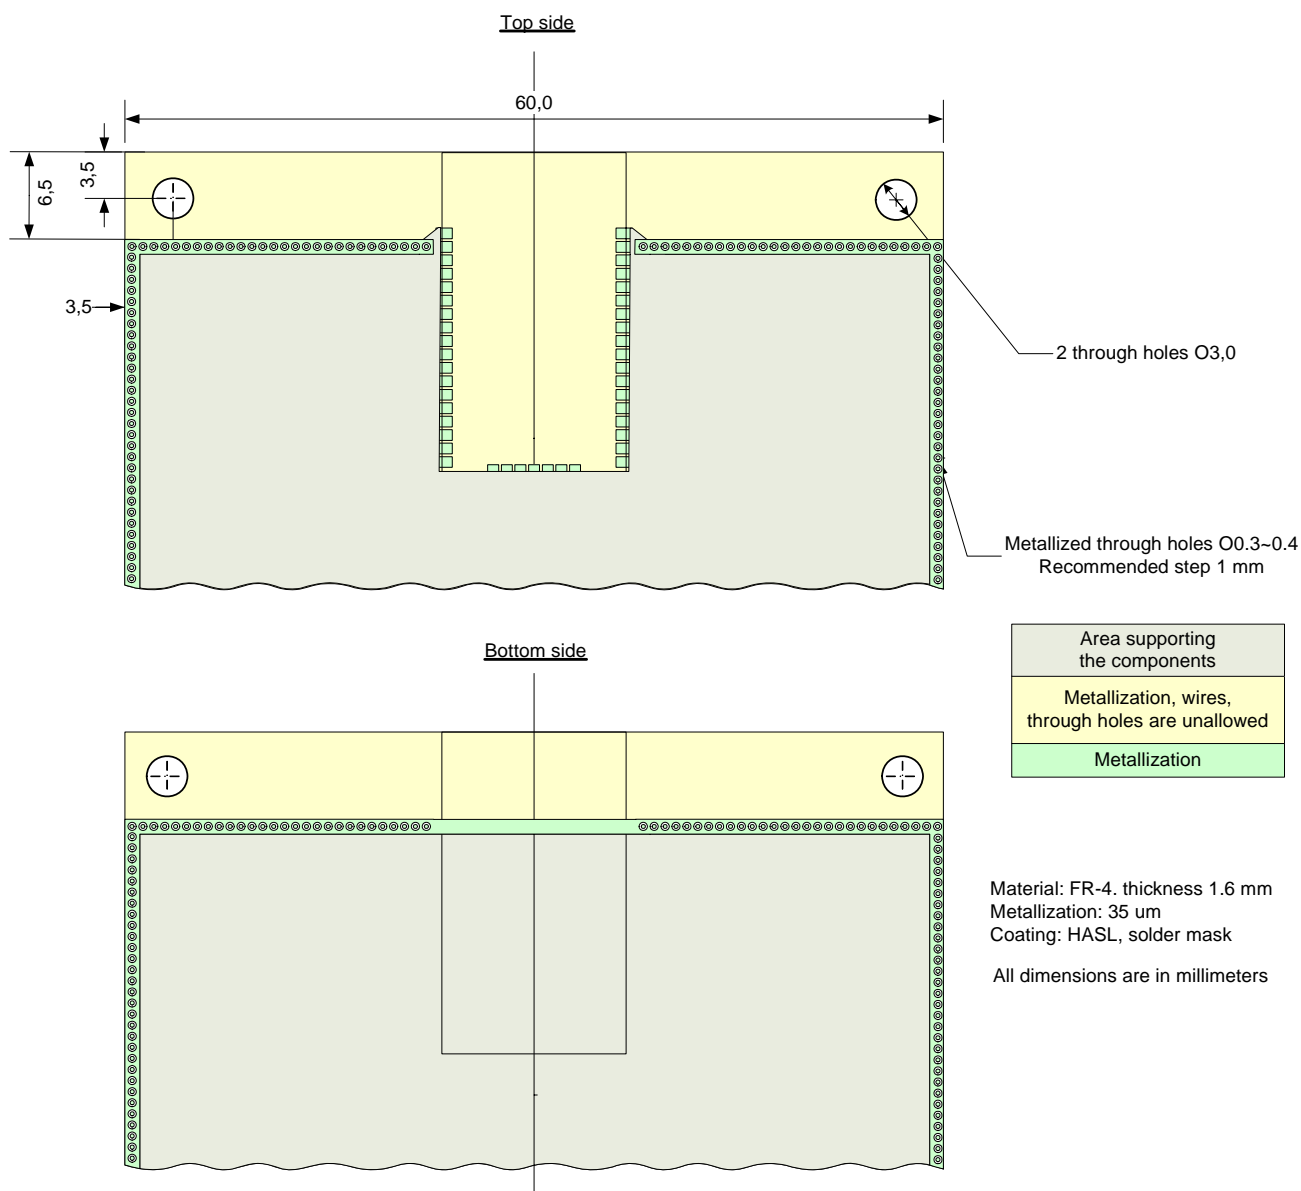 Top side
60,0
3,5
6,5
3,5
2 through holes O3,0
Metallized through holes O0.3~0.4
Recommended step 1 mm
Area supporting
the components
Metallization, wires,
through holes are unallowed
Metallization
Bottom side
Material: FR-4. thickness 1.6 mm
Metallization: 35 um
Coating: HASL, solder mask
All dimensions are in millimeters